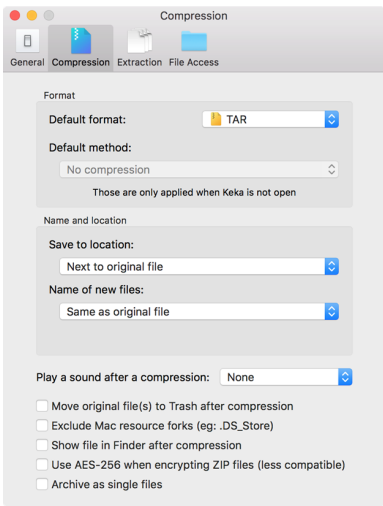 Compression
General Compression Extraction File Access
Format
Default format: TAR
Default method:
No compression
Those are only applied when Keka is not open
Name and location
Save to location:
Next to original file
Name of new files:
Same as original file
Play a sound after a compression: None
Move original file(s) to Trash after compression
Exclude Mac resource forks (eg: .DS_Store)
Show file in Finder after compression
Use AES-256 when encrypting ZIP files (less compatible)
Archive as single files